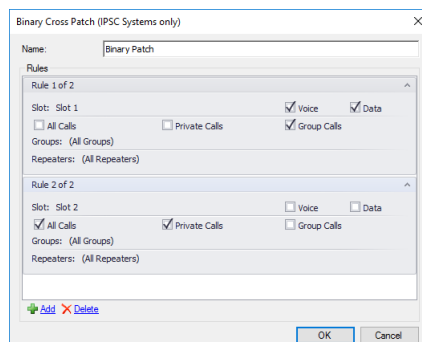 Binary Cross Patch (IPSC Systems only)
Name: Binary Patch
Rules
Rule 1 of 2
Slot: Slot 1 Voice Data
All Calls Private Calls Group Calls
Groups: (All Groups)
Repeaters: (All Repeaters)
Rule 2 of 2
Slot: Slot 2 Voice Data
All Calls Private Calls Group Calls
Groups: (All Groups)
Repeaters: (All Repeaters)
Add Delete
OK Cancel